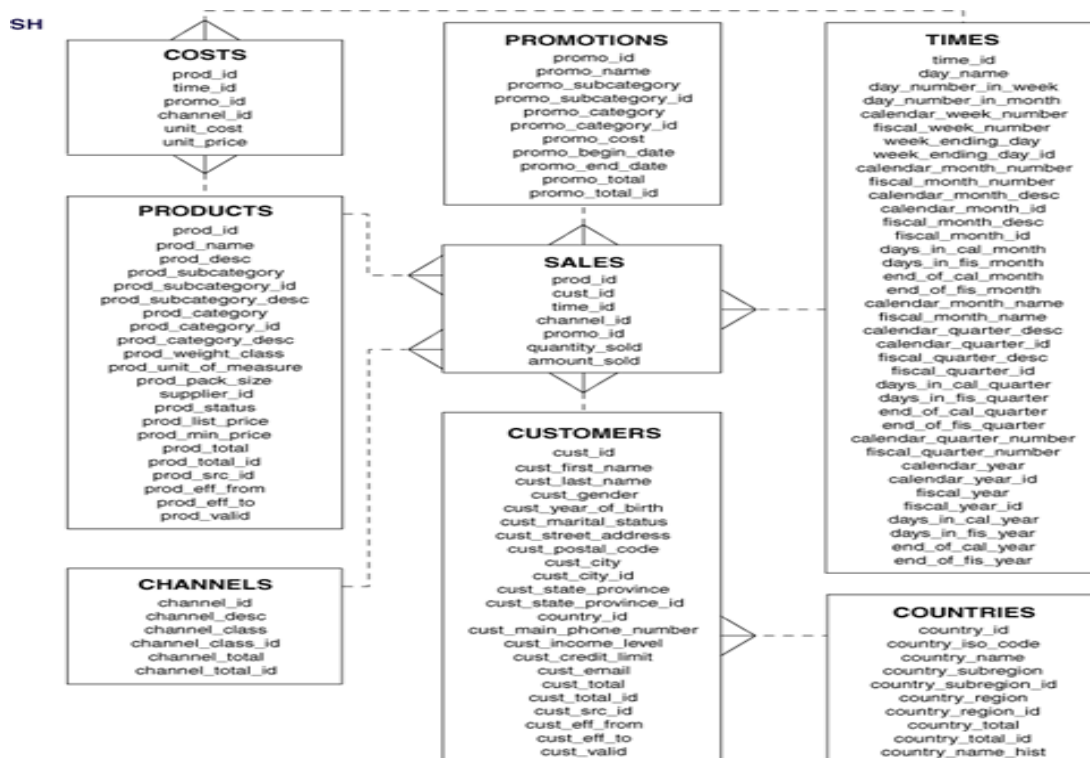 SH
COSTS
prod_id
time_id
promo_id
channel_id
unit_cost
unit_price
PROMOTIONS
promo_id
promo_name
promo_subcategory
promo_subcategory_id
promo_category
promo_category_id
promo_cost
promo_begin_date
promo_end_date
promo_total
promo_total_id
TIMES
time_id
day_name
day_number_in_week
day_number_in_month
calendar_week_number
fiscal_week_number
week_ending_day
week_ending_day_id
calendar_month_number
fiscal_month_number
calendar_month_desc
calendar_month_id
fiscal_month_desc
fiscal_month_id
days_in_cal_month
days_in_fis_month
end_of_cal_month
end_of_fis_month
calendar_month_name
fiscal_month_name
calendar_quarter_desc
calendar_quarter_id
fiscal_quarter_desc
fiscal_quarter_id
days_in_cal_quarter
days_in_fis_quarter
end_of_cal_quarter
end_of_fis_quarter
calendar_quarter_number
fiscal_quarter_number
calendar_year
calendar_year_id
fiscal_year
fiscal_year_id
days_in_cal_year
days_in_fis_year
end_of_cal_year
end_of_fis_year
PRODUCTS
prod_id
prod_name
prod_desc
prod_subcategory
prod_subcategory_id
prod_subcategory_desc
prod_category
prod_category_id
prod_category_desc
prod_weight_class
prod_unit_of_measure
prod_pack_size
supplier_id
prod_status
prod_list_price
prod_min_price
prod_total
prod_total_id
prod_src_id
prod_eff_from
prod_eff_to
prod_valid
SALES
prod_id
cust_id
time_id
channel_id
promo_id
quantity_sold
amount_sold
CUSTOMERS
cust_id
cust_first_name
cust_last_name
cust_gender
cust_year_of_birth
cust_marital_status
cust_street_address
cust_postal_code
cust_city
cust_city_id
cust_state_province
cust_state_province_id
country_id
cust_main_phone_number
cust_income_level
cust_credit_limit
cust_email
cust_total
cust_total_id
cust_src_id
cust_eff_from
cust_eff_to
cust_valid
CHANNELS
channel_id
channel_desc
channel_class
channel_class_id
channel_total
channel_total_id
COUNTRIES
country_id
country_iso_code
country_name
country_subregion
country_subregion_id
country_region
country_region_id
country_total
country_total_id
country_name_hist